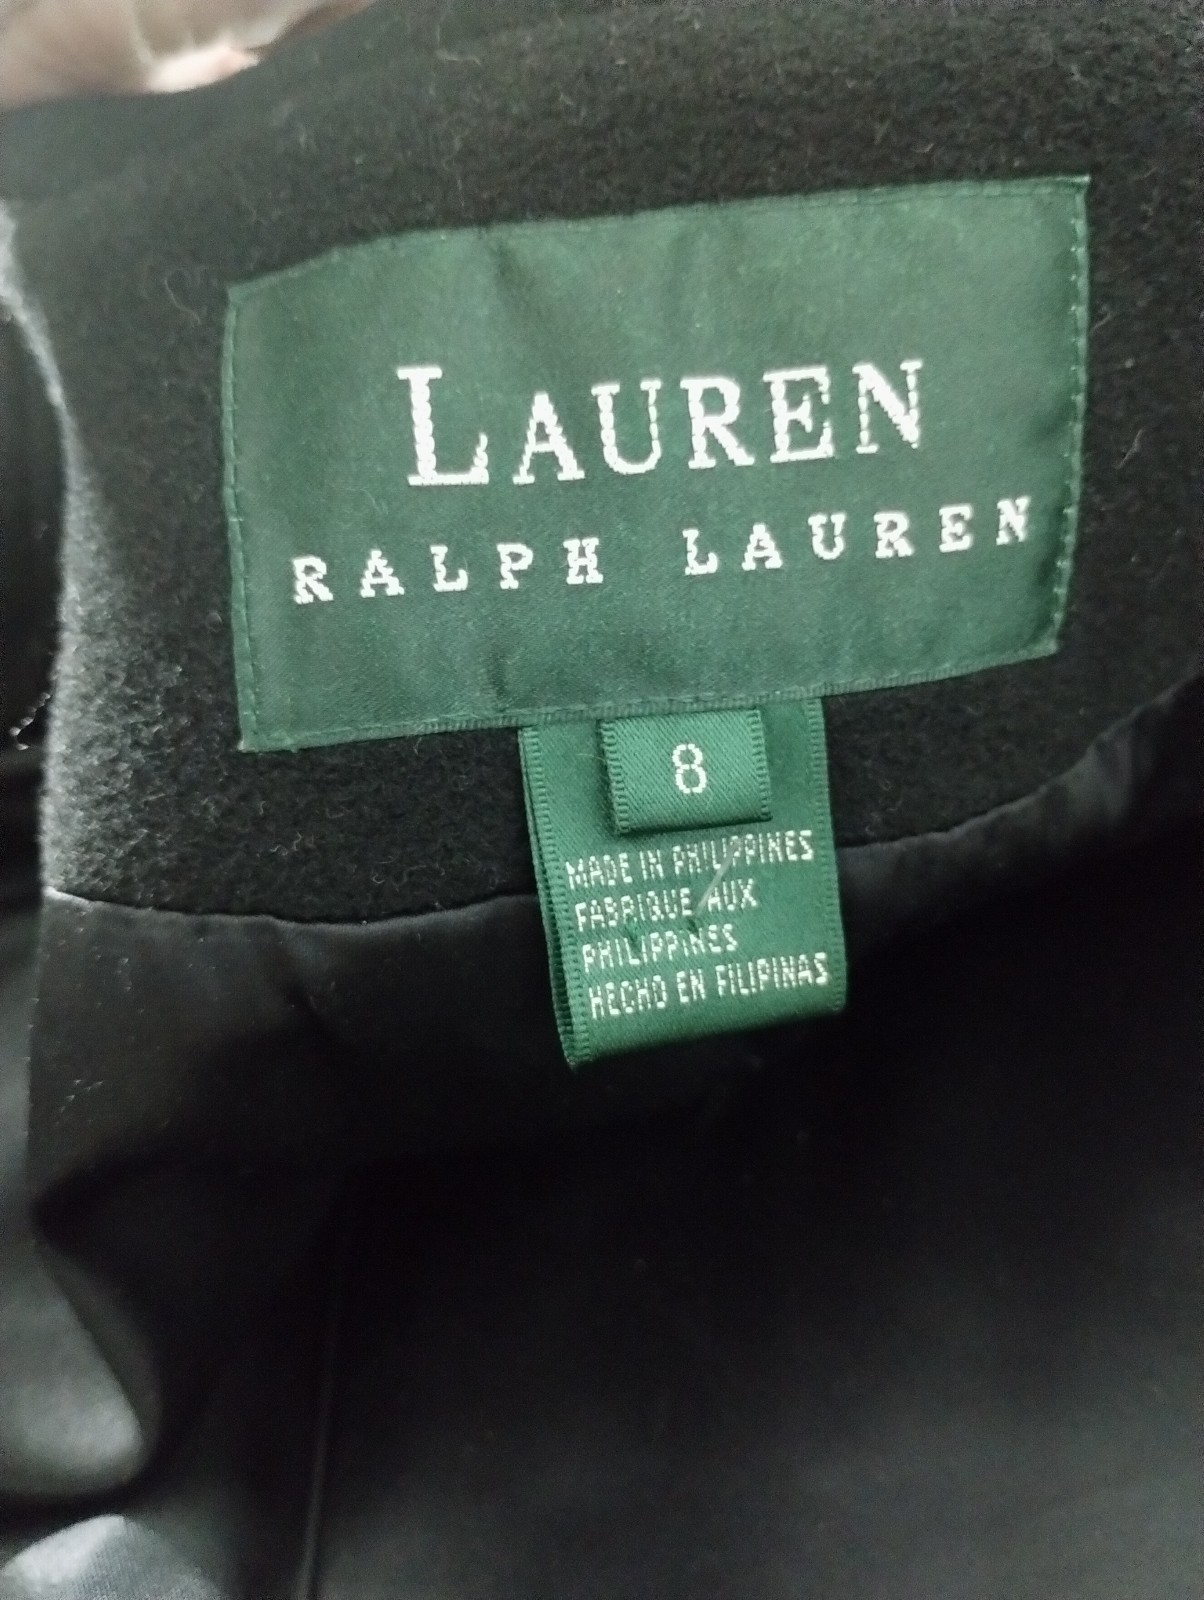 LAUREN
RALPH LAUREN
8
MADE IN PHILIPPINES
FABRIQUE AUX
PHILIPPINES
HECHO EN FILIPINAS